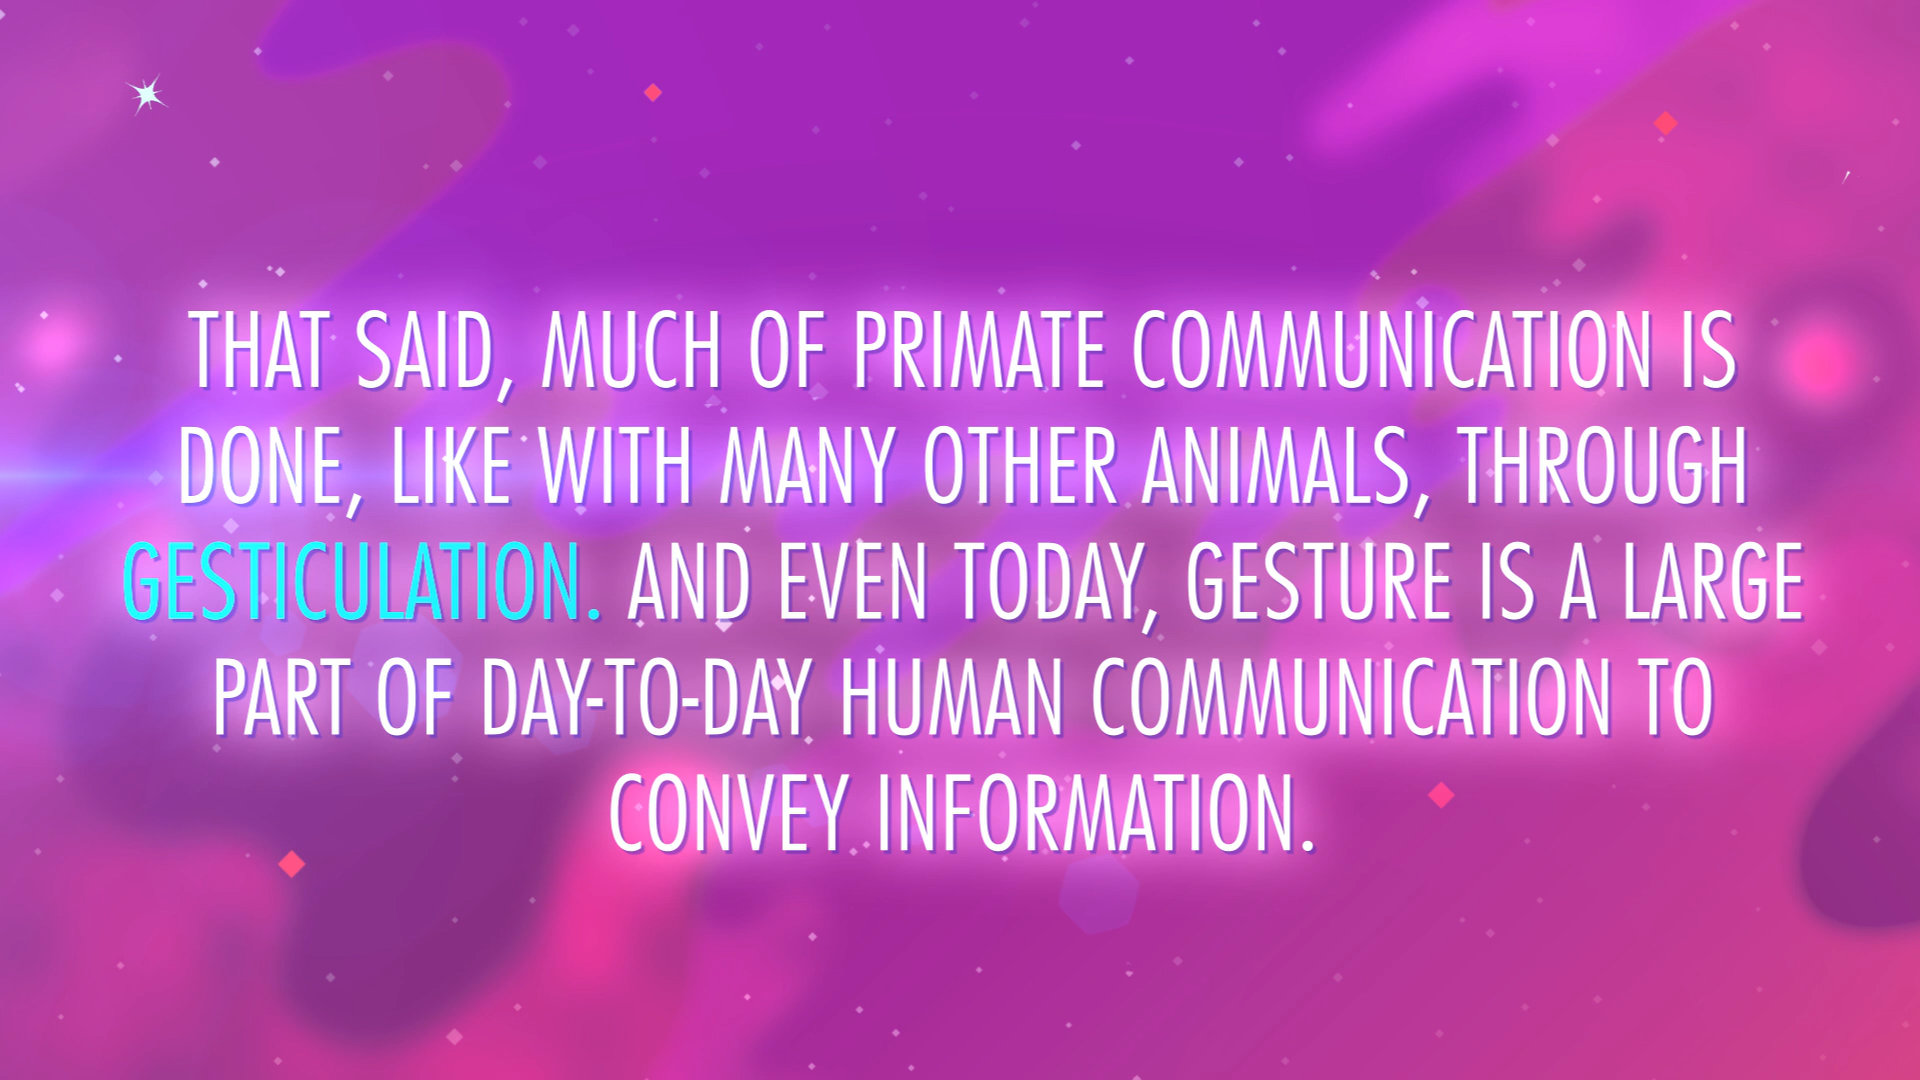 THAT SAID, MUCH OF PRIMATE COMMUNICATION IS
DONE, LIKE WITH MANY OTHER ANIMALS, THROUGH
GESTICULATION. AND EVEN TODAY, GESTURE IS A LARGE
PART OF DAY-TO-DAY HUMAN COMMUNICATION TO
CONVEY INFORMATION.